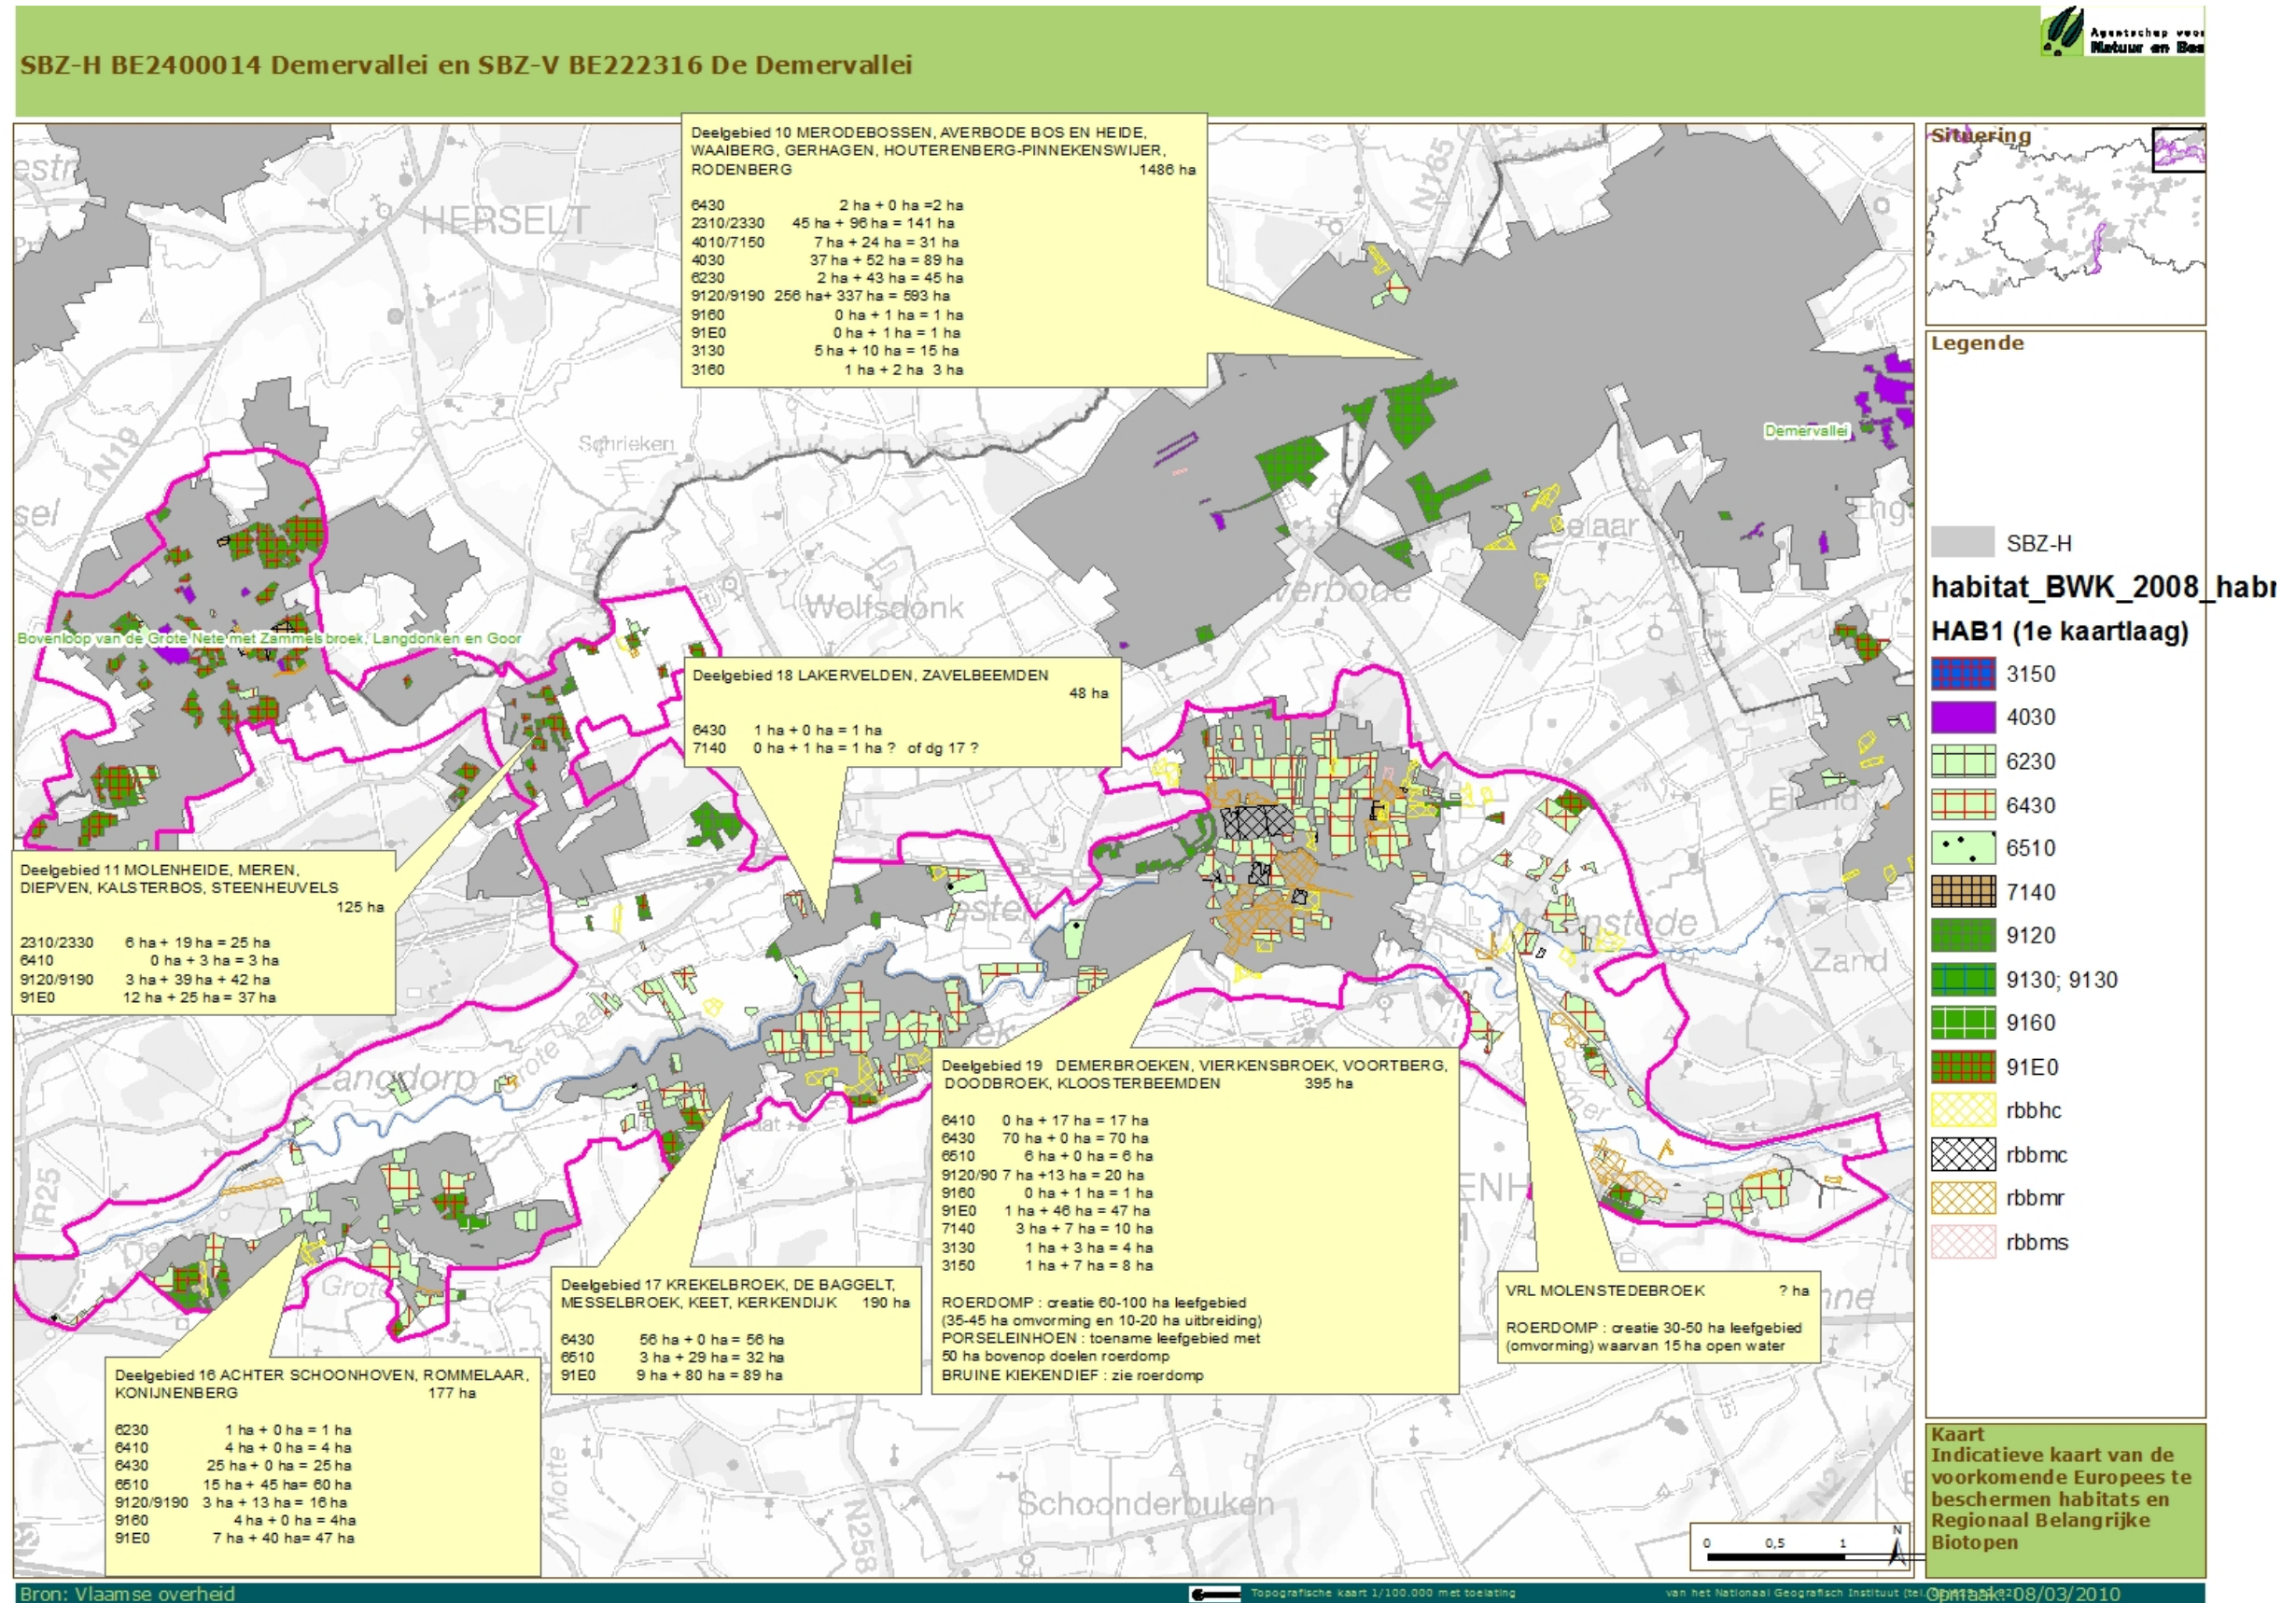 SBZ-H BE2400014 Demervallei en SBZ-V BE222316 De Demervallei
Agentschap voor
Natuur en Bos
Deelgebied 10 MERODEBOSSEN, AVERBODE BOS EN HEIDE,
WAAIBERG, GERHAGEN, HOUTERENBERG-PINNEKENSWIJER,
RODENBERG 1486 ha
6430 2 ha + 0 ha =2 ha
2310/2330 45 ha + 96 ha = 141 ha
4010/7150 7 ha + 24 ha = 31 ha
4030 37 ha + 52 ha = 89 ha
6230 2 ha + 43 ha = 45 ha
9120/9190 256 ha+ 337 ha = 593 ha
9160 0 ha + 1 ha = 1 ha
91E0 0 ha + 1 ha = 1 ha
3130 5 ha + 10 ha = 15 ha
3160 1 ha + 2 ha 3 ha
HERSELT
N165
N19
Schrieken
sel
Demervallei
Wolfsdonk
Bovenloop van de Grote Nete met Zammelsbroek, Langdonken en Goor
Deelgebied 18 LAKERVELDEN, ZAVELBEEMDEN
48 ha
6430 1 ha + 0 ha = 1 ha
7140 0 ha + 1 ha = 1 ha ? of dg 17 ?
Deelgebied 11 MOLENHEIDE, MEREN,
DIEPVEN, KALSTERBOS, STEENHEUVELS
125 ha
2310/2330 6 ha + 19 ha = 25 ha
6410 0 ha + 3 ha = 3 ha
9120/9190 3 ha + 39 ha + 42 ha
91E0 12 ha + 25 ha = 37 ha
Zand
Langdorp
Grote Laak
Deelgebied 19 DEMERBROEKEN, VIERKENSBROEK, VOORTBERG,
DOODBROEK, KLOOSTERBEEMDEN 395 ha
6410 0 ha + 17 ha = 17 ha
6430 70 ha + 0 ha = 70 ha
6510 6 ha + 0 ha = 6 ha
9120/90 7 ha +13 ha = 20 ha
9160 0 ha + 1 ha = 1 ha
91E0 1 ha + 46 ha = 47 ha
7140 3 ha + 7 ha = 10 ha
3130 1 ha + 3 ha = 4 ha
3150 1 ha + 7 ha = 8 ha
ROERDOMP : creatie 60-100 ha leefgebied
(35-45 ha omvorming en 10-20 ha uitbreiding)
PORSELEINHOEN : toename leefgebied met
50 ha bovenop doelen roerdomp
BRUINE KIEKENDIEF : zie roerdomp
R25
Grote
Deelgebied 17 KREKELBROEK, DE BAGGELT,
MESSELBROEK, KEET, KERKENDIJK 190 ha
6430 56 ha + 0 ha = 56 ha
6510 3 ha + 29 ha = 32 ha
91E0 9 ha + 80 ha = 89 ha
VRL MOLENSTEDEBROEK ? ha
ROERDOMP : creatie 30-50 ha leefgebied
(omvorming) waarvan 15 ha open water
Deelgebied 16 ACHTER SCHOONHOVEN, ROMMELAAR,
KONIJNENBERG 177 ha
6230 1 ha + 0 ha = 1 ha
6410 4 ha + 0 ha = 4 ha
6430 25 ha + 0 ha = 25 ha
6510 15 ha + 45 ha= 60 ha
9120/9190 3 ha + 13 ha = 16 ha
9160 4 ha + 0 ha = 4ha
91E0 7 ha + 40 ha= 47 ha
Motte
N258
Schoonderbuken
N2
0 0,5 1
N
Situering
Legende
SBZ-H
habitat_BWK_2008_habr
HAB1 (1e kaartlaag)
3150
4030
6230
6430
6510
7140
9120
9130; 9130
9160
91E0
rbbhc
rbbmc
rbbmr
rbbms
Kaart
Indicatieve kaart van de
voorkomende Europees te
beschermen habitats en
Regionaal Belangrijke
Biotopen
Bron: Vlaamse overheid
Topografische kaart 1/100.000 met toelating
van het Nationaal Geografisch Instituut (tel.
Opmaak: 08/03/2010